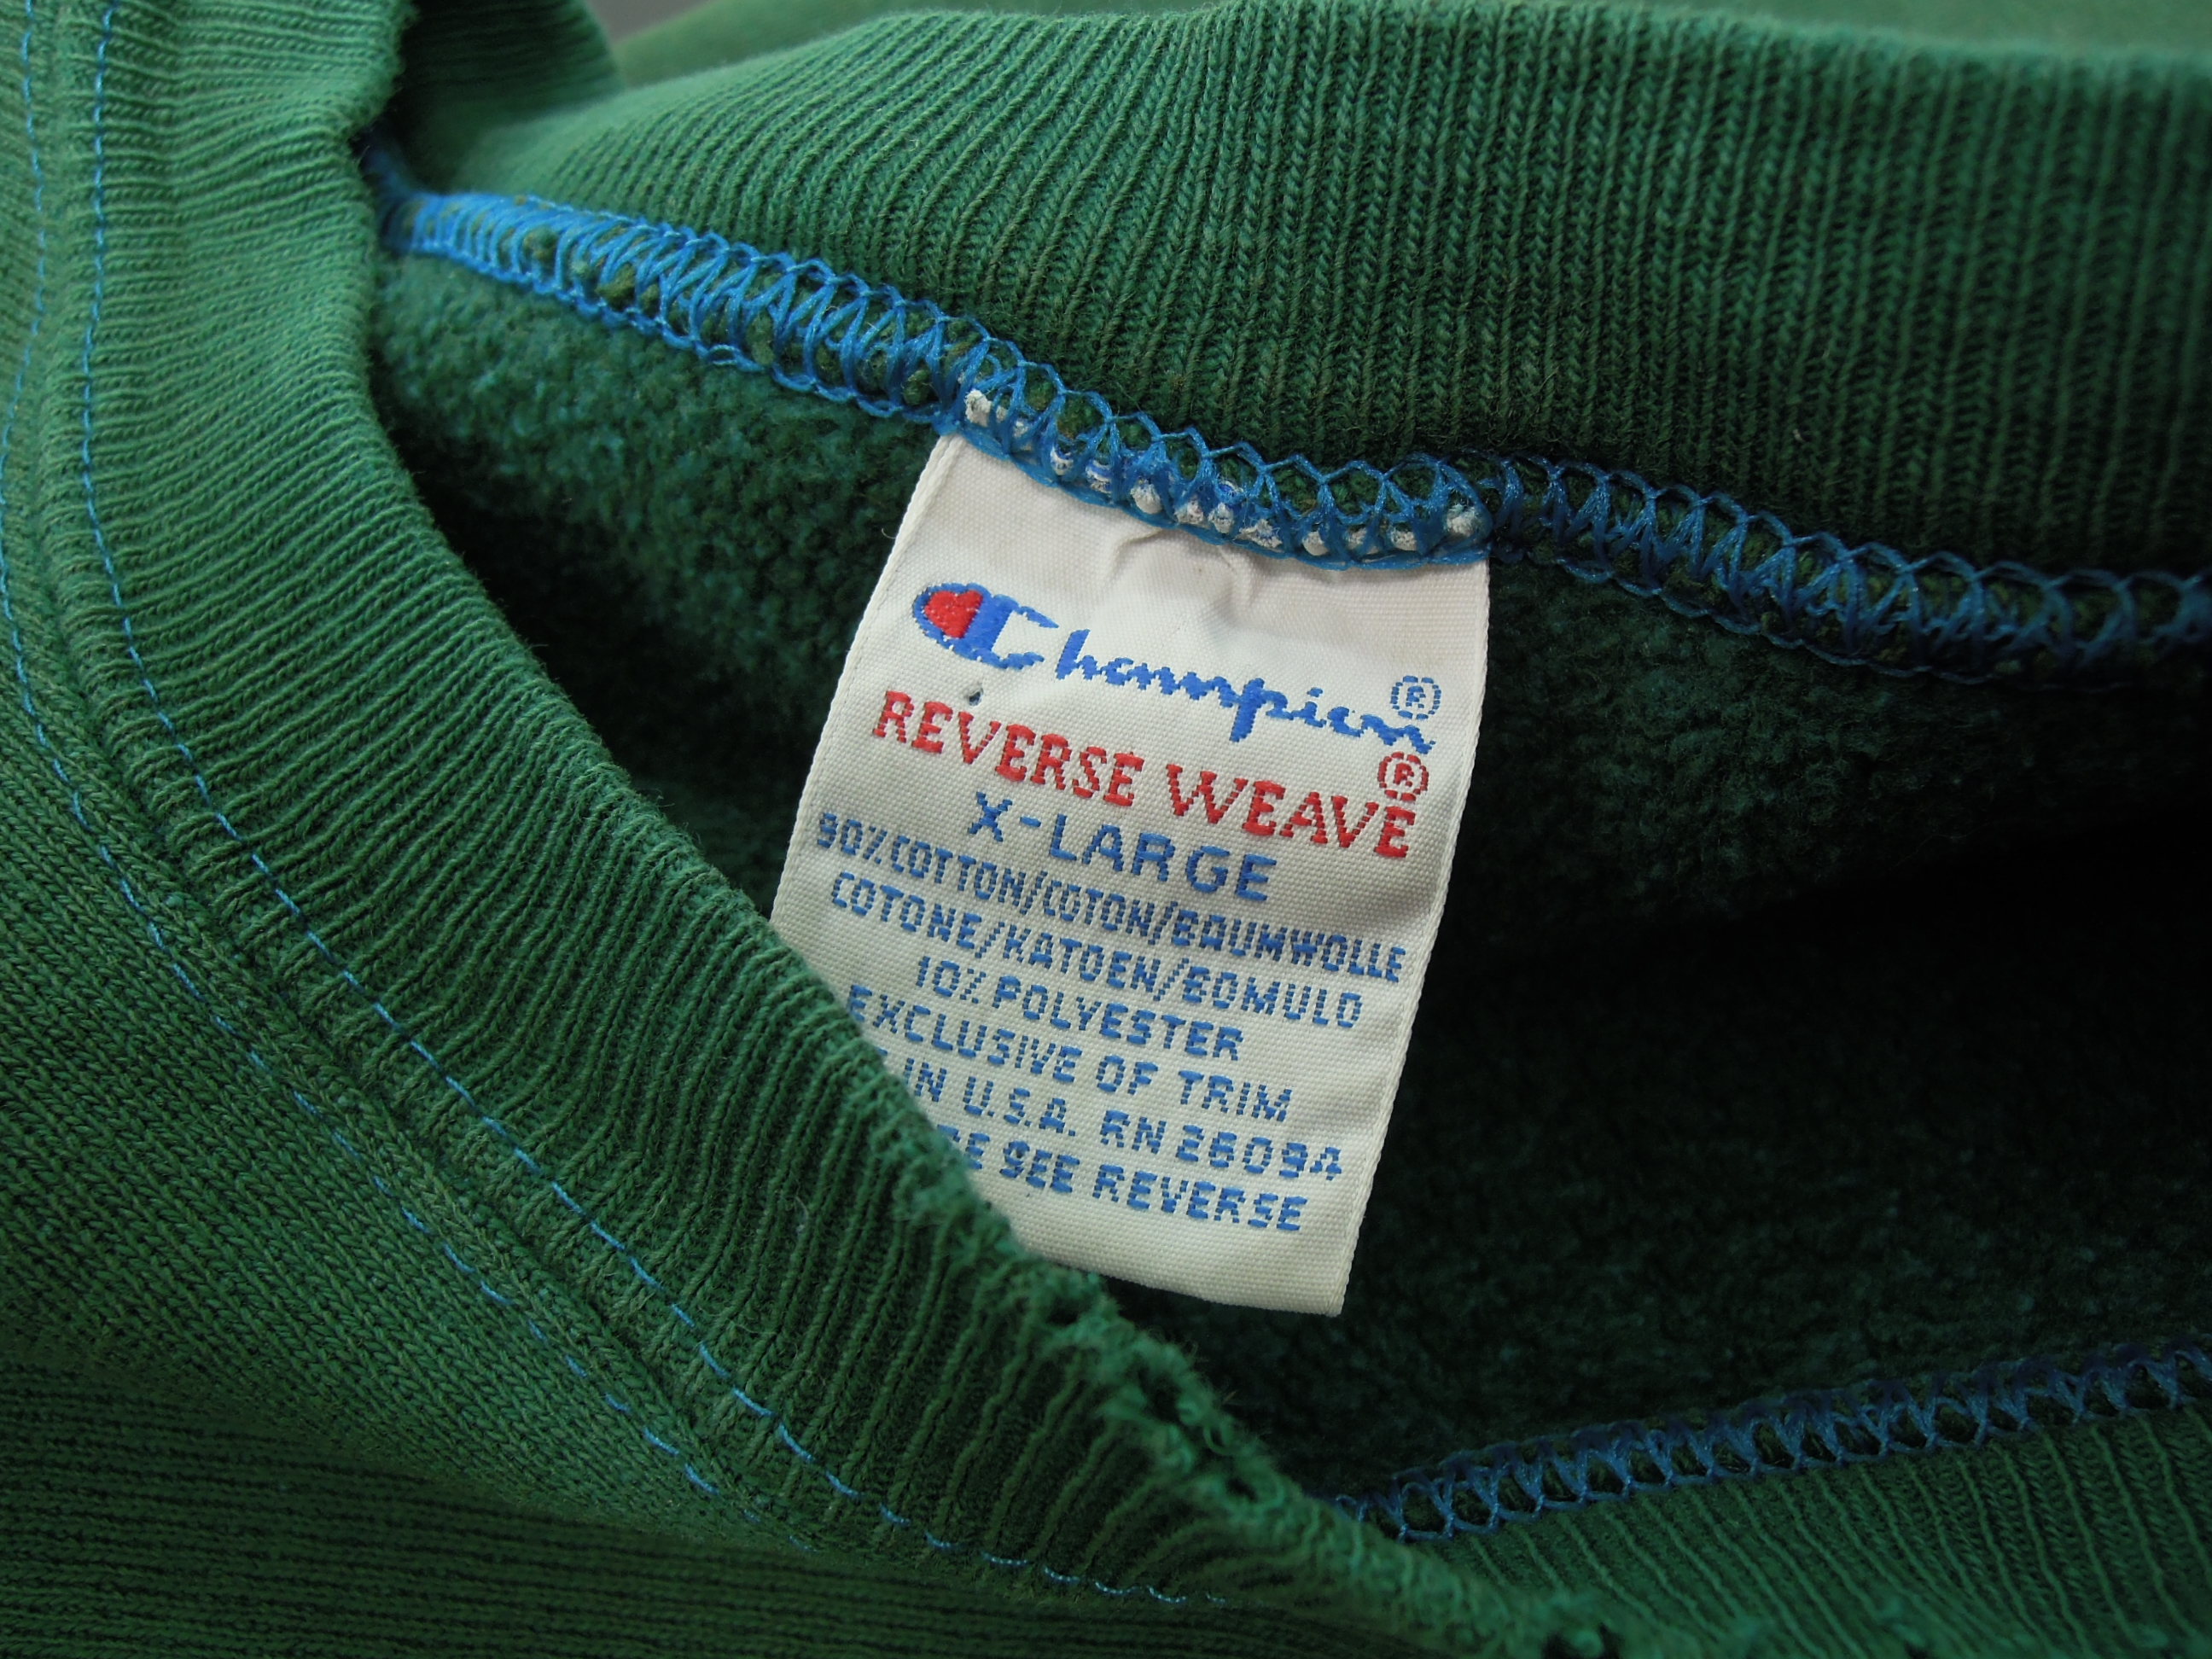 Champion®
REVERSE WEAVE®
X-LARGE
90% COTTON/COTON/BAUMWOLLE
COTONE/KATOEN/BOMULD
10% POLYESTER
EXCLUSIVE OF TRIM
IN U.S.A. RN 26094
SEE REVERSE